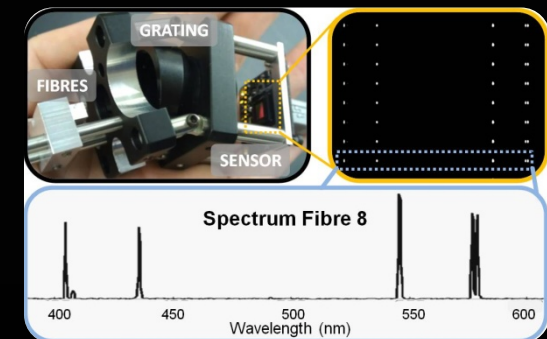 GRATING
FIBRES
SENSOR
Spectrum Fibre 8
400 450 500 550 600
Wavelength (nm)